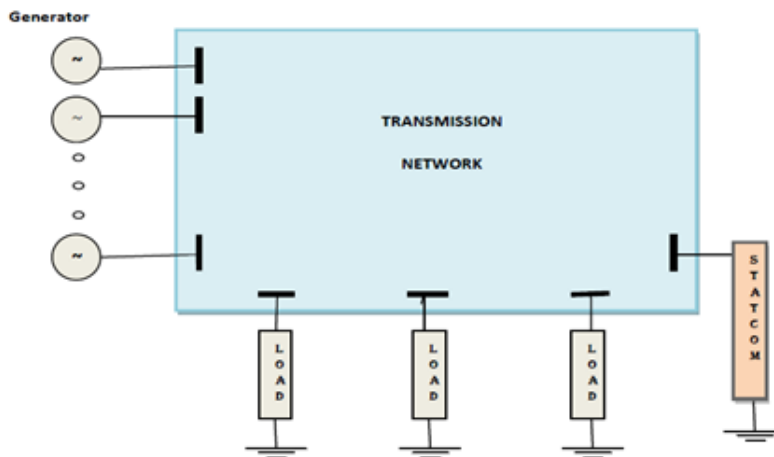 Generator
~
~
TRANSMISSION
NETWORK
~
STATCOM
LOAD
LOAD
LOAD